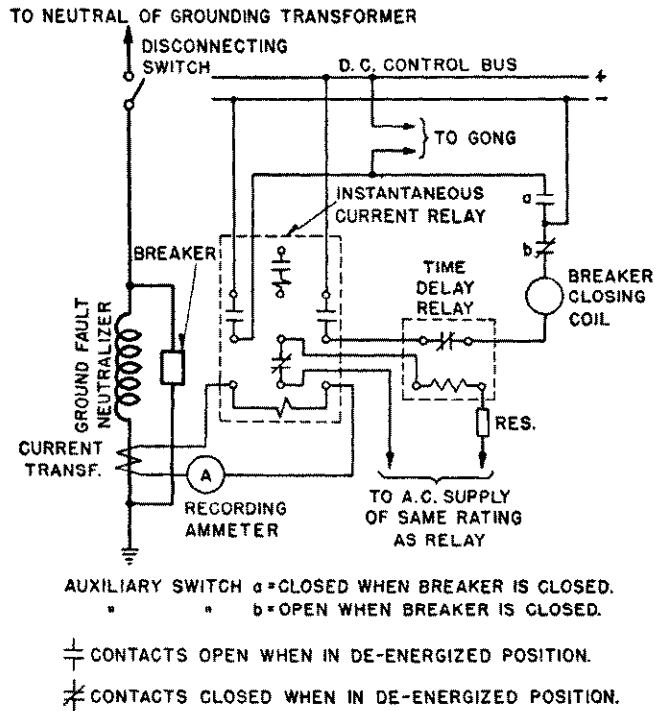 TO NEUTRAL OF GROUNDING TRANSFORMER
DISCONNECTING
SWITCH
D.C. CONTROL BUS
+
−
TO GONG
INSTANTANEOUS
CURRENT RELAY
a
b
BREAKER
TIME
DELAY
RELAY
BREAKER
CLOSING
COIL
GROUND FAULT
NEUTRALIZER
RES.
CURRENT
TRANSF.
A
RECORDING
AMMETER
TO A.C. SUPPLY
OF SAME RATING
AS RELAY
AUXILIARY SWITCH a = CLOSED WHEN BREAKER IS CLOSED.
" " b = OPEN WHEN BREAKER IS CLOSED.
CONTACTS OPEN WHEN IN DE-ENERGIZED POSITION.
CONTACTS CLOSED WHEN IN DE-ENERGIZED POSITION.